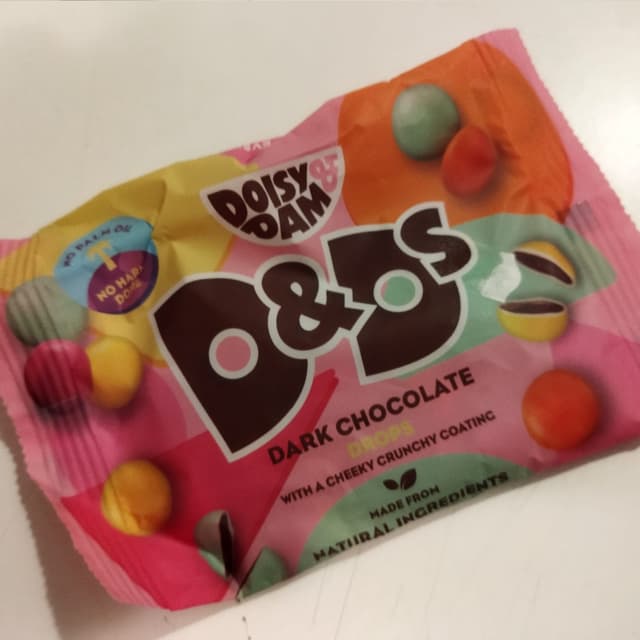 DOISY
& DAM
NO PALM OIL
NO HARM
DONE
D&Ds
DARK CHOCOLATE
DROPS
WITH A CHEEKY CRUNCHY COATING
MADE FROM
NATURAL INGREDIENTS